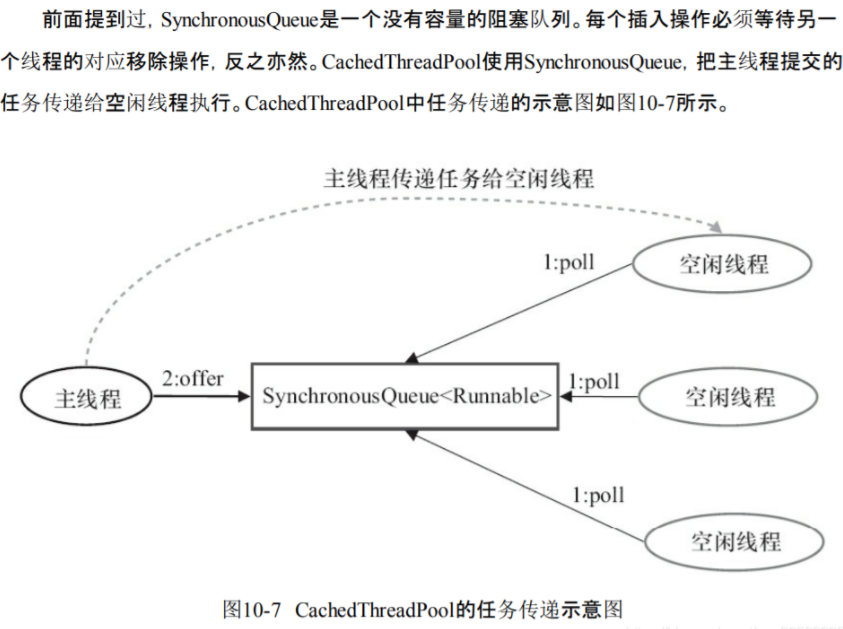 前面提到过，SynchronousQueue是一个没有容量的阻塞队列。每个插入操作必须等待另一
个线程的对应移除操作，反之亦然。CachedThreadPool使用SynchronousQueue，把主线程提交的
任务传递给空闲线程执行。CachedThreadPool中任务传递的示意图如图10-7所示。
主线程传递任务给空闲线程
1:poll
空闲线程
主线程
2:offer
SynchronousQueue<Runnable>
1:poll
空闲线程
1:poll
空闲线程
图10-7 CachedThreadPool的任务传递示意图